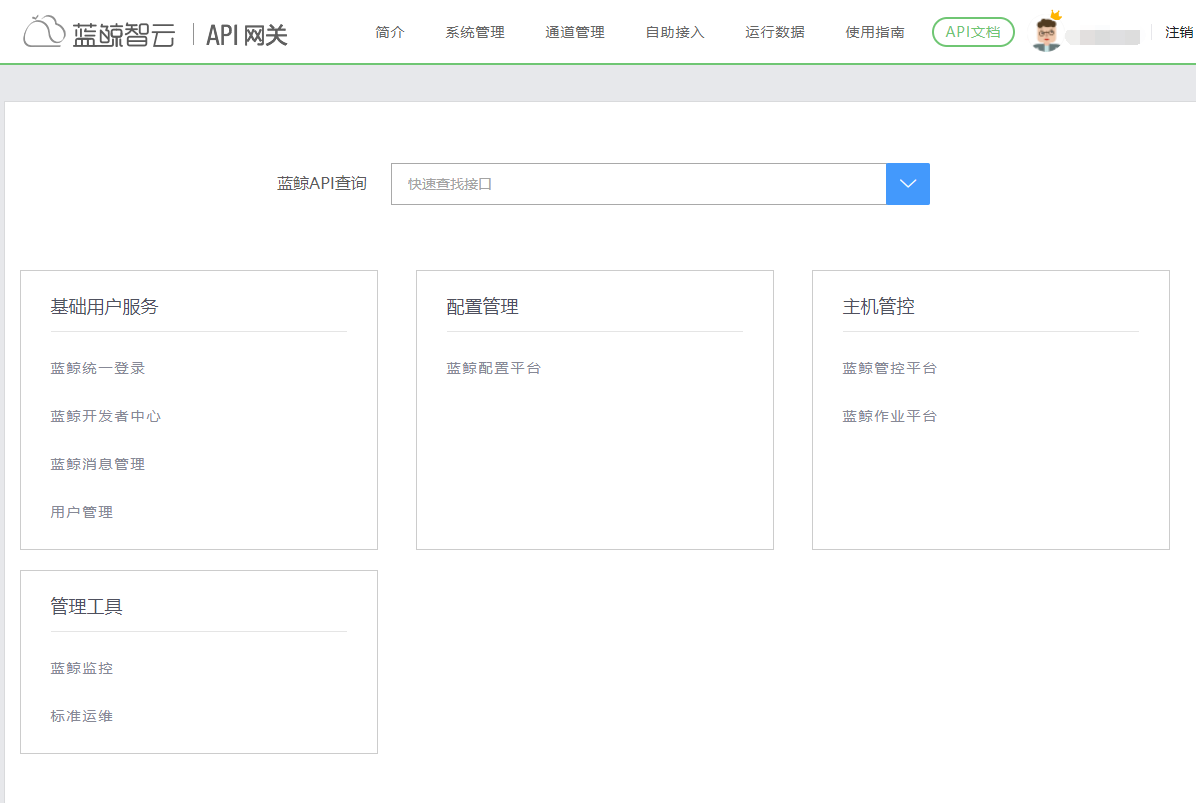 蓝鲸智云 | API 网关 简介 系统管理 通道管理 自助接入 运行数据 使用指南 API文档 注销
蓝鲸API查询 快速查找接口
基础用户服务
蓝鲸统一登录
蓝鲸开发者中心
蓝鲸消息管理
用户管理
配置管理
蓝鲸配置平台
主机管控
蓝鲸管控平台
蓝鲸作业平台
管理工具
蓝鲸监控
标准运维